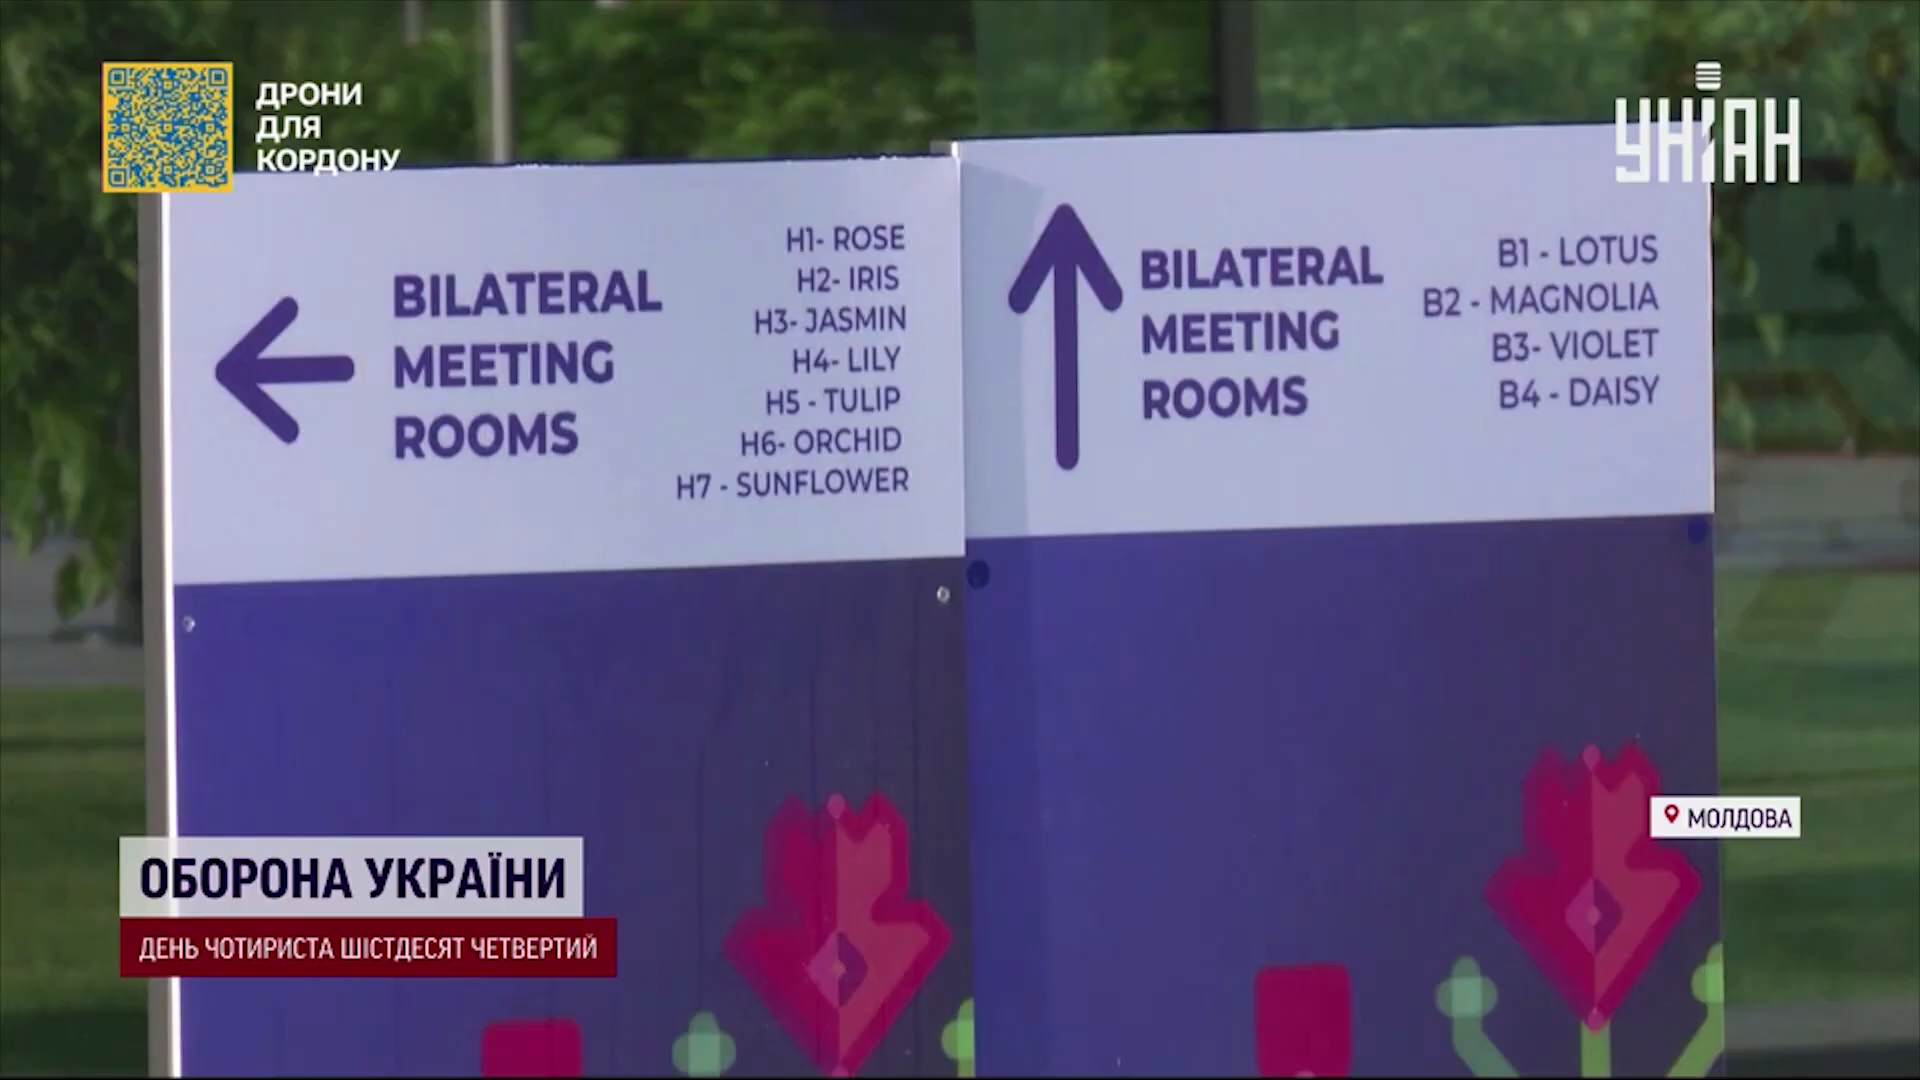 ДРОНИ
ДЛЯ
КОРДОНУ
УНІАН
BILATERAL
MEETING
ROOMS
H1- ROSE
H2- IRIS
H3- JASMIN
H4- LILY
H5 - TULIP
H6- ORCHID
H7 - SUNFLOWER
BILATERAL
MEETING
ROOMS
B1 - LOTUS
B2 - MAGNOLIA
B3- VIOLET
B4 - DAISY
МОЛДОВА
ОБОРОНА УКРАЇНИ
ДЕНЬ ЧОТИРИСТА ШІСТДЕСЯТ ЧЕТВЕРТИЙ